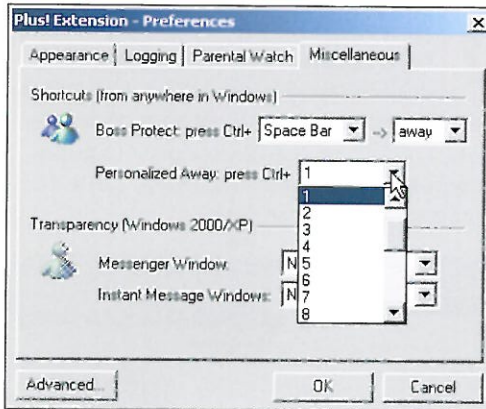 Plus! Extension - Preferences
Appearance Logging Parental Watch Miscellaneous
Shortcuts (from anywhere in Windows)
Boss Protect: press Ctrl+ Space Bar -> away
Personalized Away: press Ctrl+ 1
1
2
3
Transparency (Windows 2000/XP)
4
Messenger Window: N 5
6
Instant Message Windows: N 7
8
Advanced... OK Cancel